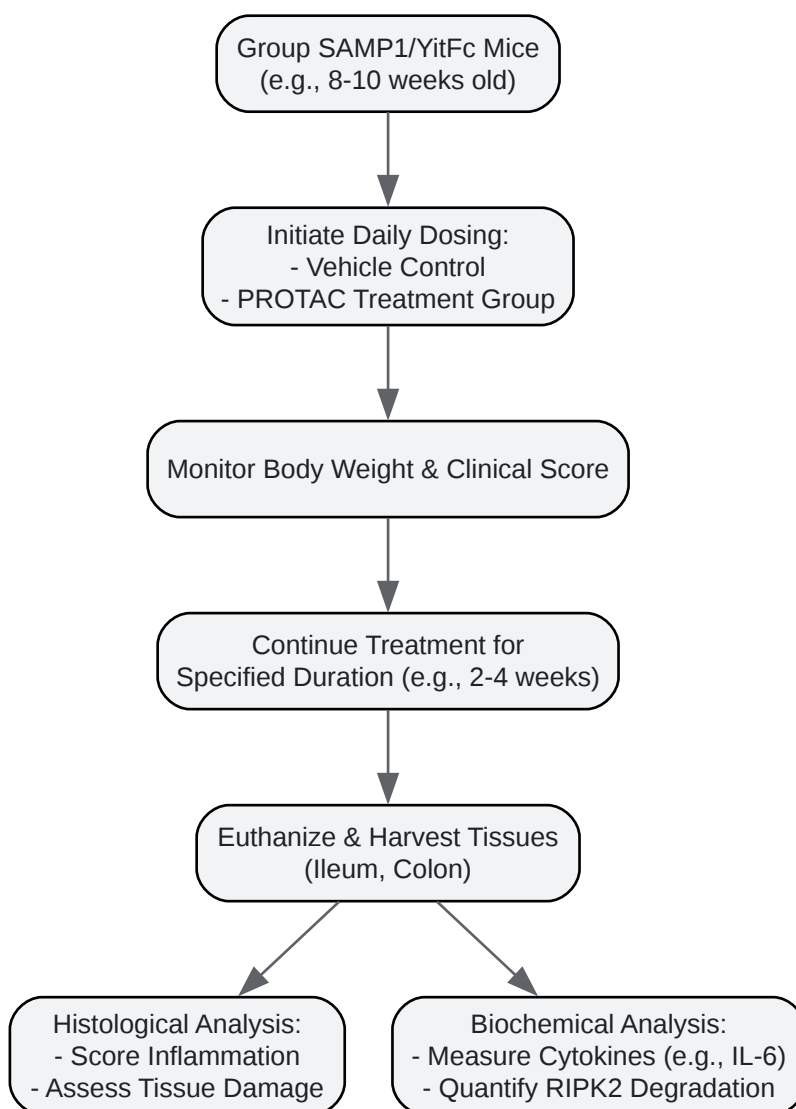 Group SAMP1/YitFc Mice
(e.g., 8-10 weeks old)
Initiate Daily Dosing:
- Vehicle Control
- PROTAC Treatment Group
Monitor Body Weight & Clinical Score
Continue Treatment for
Specified Duration (e.g., 2-4 weeks)
Euthanize & Harvest Tissues
(Ileum, Colon)
Histological Analysis:
- Score Inflammation
- Assess Tissue Damage
Biochemical Analysis:
- Measure Cytokines (e.g., IL-6)
- Quantify RIPK2 Degradation